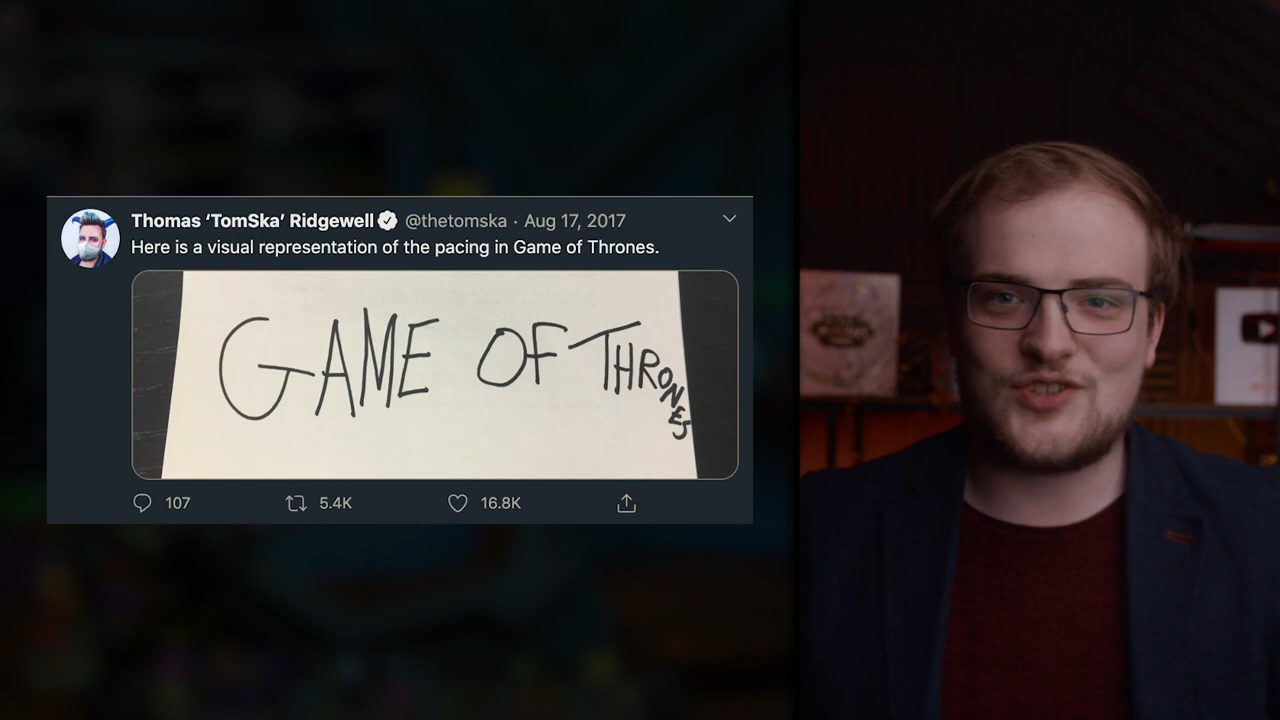 Thomas ‘TomSka’ Ridgewell @thetomska · Aug 17, 2017
Here is a visual representation of the pacing in Game of Thrones.
GAME OF THRONES
107 5.4K 16.8K